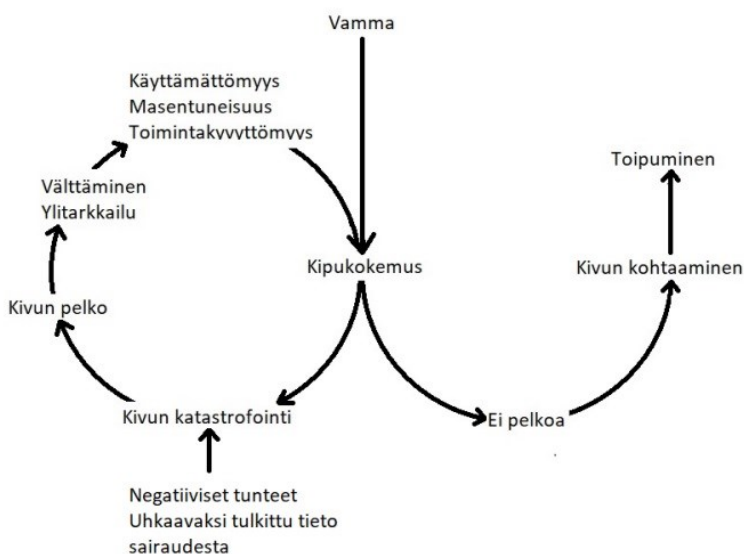 Vamma
Käyttämättömyys
Masentuneisuus
Toimintakyvyttömyys
Välttäminen
Ylitarkkailu
Kivun pelko
Kipukokemus
Toipuminen
Kivun kohtaaminen
Kivun katastrofointi
Ei pelkoa
Negatiiviset tunteet
Uhkaavaksi tulkittu tieto
sairaudesta